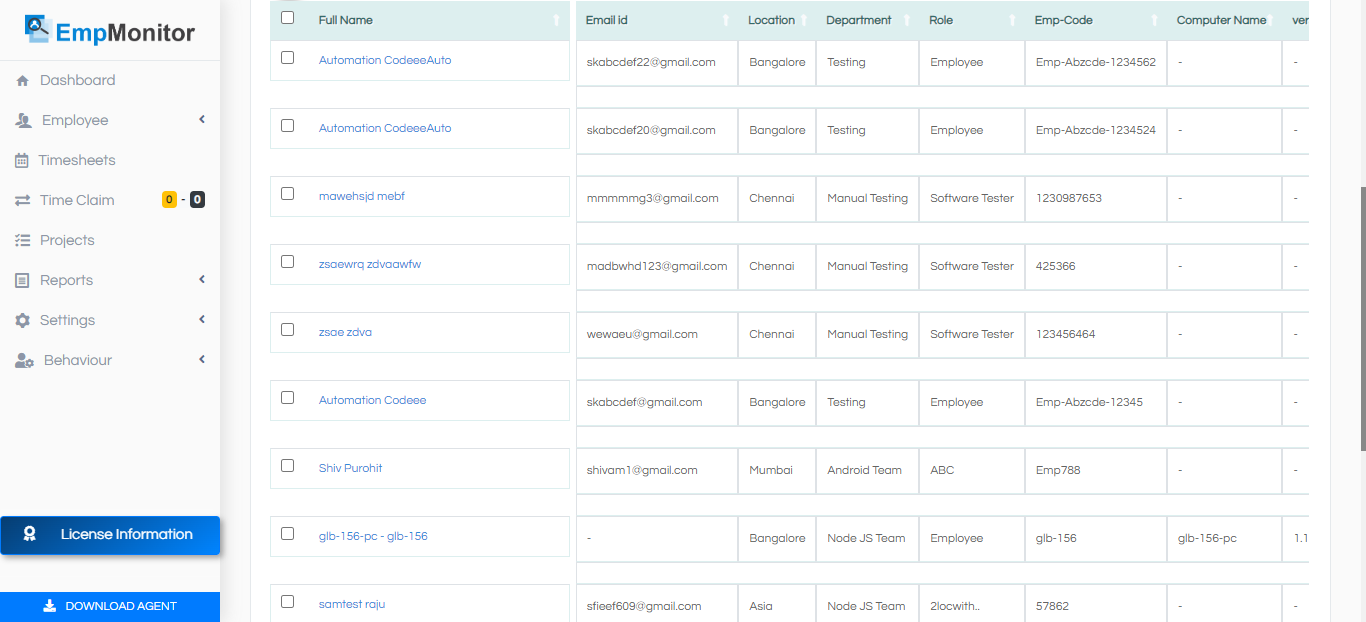 EmpMonitor
Dashboard
Employee
Timesheets
Time Claim 0 - 0
Projects
Reports
Settings
Behaviour
License Information
DOWNLOAD AGENT
Full Name Email id Location Department Role Emp-Code Computer Name ver
Automation CodeeeAuto skabcdef22@gmail.com Bangalore Testing Employee Emp-Abzcde-1234562 - -
Automation CodeeeAuto skabcdef20@gmail.com Bangalore Testing Employee Emp-Abzcde-1234524 - -
mawehsjd mebf mmmmmg3@gmail.com Chennai Manual Testing Software Tester 1230987653 - -
zsaewrq zdvaawfw madbwhd123@gmail.com Chennai Manual Testing Software Tester 425366 - -
zsae zdva wewaeu@gmail.com Chennai Manual Testing Software Tester 123456464 - -
Automation Codeee skabcdef@gmail.com Bangalore Testing Employee Emp-Abzcde-12345 - -
Shiv Purohit shivam1@gmail.com Mumbai Android Team ABC Emp788 - -
glb-156-pc - glb-156 - Bangalore Node JS Team Employee glb-156 glb-156-pc 1.1
samtest raju sfieef609@gmail.com Asia Node JS Team 2locwith.. 57862 - -